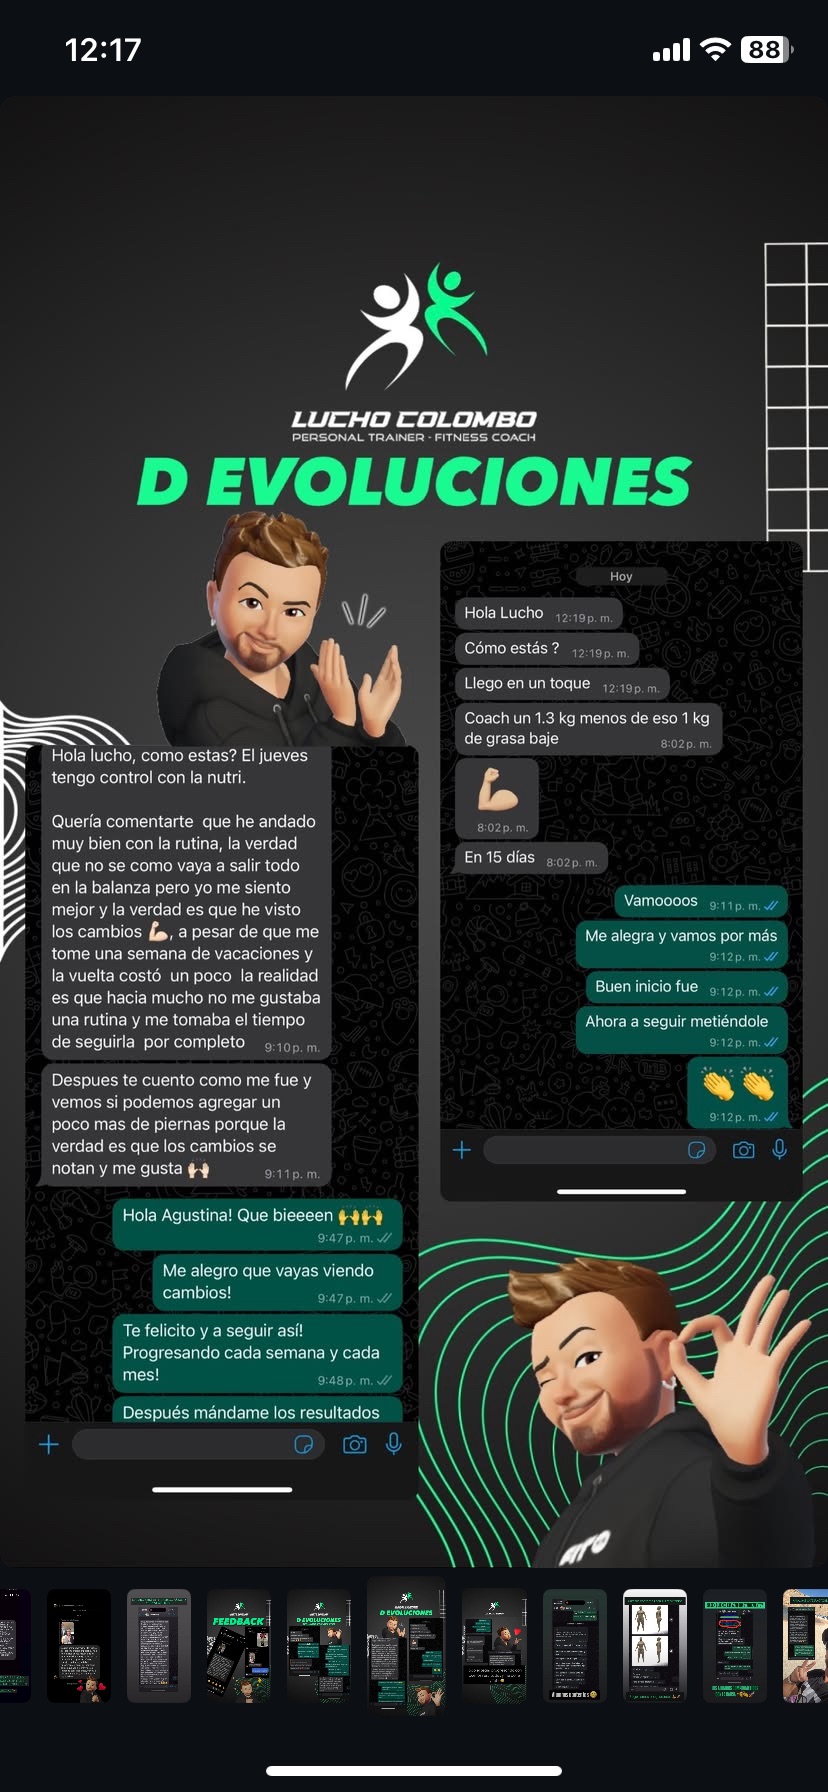 12:17
88
LUCHO COLOMBO
PERSONAL TRAINER - FITNESS COACH
D EVOLUCIONES
Hola lucho, como estas? El jueves
tengo control con la nutri.
Quería comentarte  que he andado
muy bien con la rutina, la verdad
que no se como vaya a salir todo
en la balanza pero yo me siento
mejor y la verdad es que he visto
los cambios 💪🏻, a pesar de que me
tome una semana de vacaciones y
la vuelta costó  un poco  la realidad
es que hacia mucho no me gustaba
una rutina y me tomaba el tiempo
de seguirla  por completo 9:10 p. m.
Despues te cuento como me fue y
vemos si podemos agregar un
poco mas de piernas porque la
verdad es que los cambios se
notan y me gusta 🙌🏻 9:11 p. m.
Hola Agustina! Que bieeeen 🙌🙌
9:47 p. m.
Me alegro que vayas viendo
cambios! 9:47 p. m.
Te felicito y a seguir así!
Progresando cada semana y cada
mes! 9:48 p. m.
Después mándame los resultados
Hoy
Hola Lucho 12:19 p. m.
Cómo estás ? 12:19 p. m.
Llego en un toque 12:19 p. m.
Coach un 1.3 kg menos de eso 1 kg
de grasa baje 8:02 p. m.
💪🏼
8:02 p. m.
En 15 días 8:02 p. m.
Vamoooos 9:11 p. m.
Me alegra y vamos por más
9:12 p. m.
Buen inicio fue 9:12 p. m.
Ahora a seguir metiéndole
9:12 p. m.
👏👏
9:12 p. m.
FEEDBACK
D EVOLUCIONES
D EVOLUCIONES